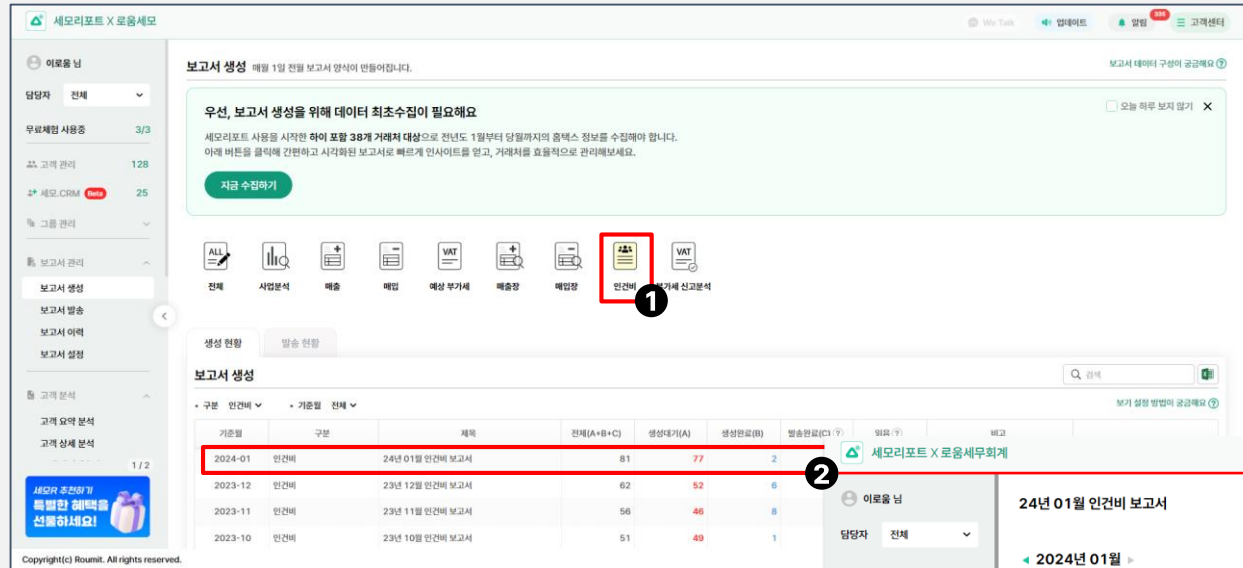 세모리포트 X 로움세모
We Talk
업데이트
알림
395
고객센터
이로움 님
담당자 전체
무료체험 사용중 3/3
고객 관리 128
세모.CRM Beta 25
그룹 관리
보고서 관리
보고서 생성
보고서 발송
보고서 이력
보고서 설정
고객 분석
고객 요약 분석
고객 상세 분석
1 / 2
세모R 추천하기
특별한 혜택을
선물하세요!
Copyright(c) Roumit. All rights reserved.
보고서 생성 매월 1일 전월 보고서 양식이 만들어집니다.
보고서 데이터 구성이 궁금해요 ?
우선, 보고서 생성을 위해 데이터 최초수집이 필요해요
오늘 하루 보지 않기 X
세모리포트 사용을 시작한 하이 포함 38개 거래처 대상으로 전년도 1월부터 당월까지의 홈택스 정보를 수집해야 합니다.
아래 버튼을 클릭해 간편하고 시각화된 보고서로 빠르게 인사이트를 얻고, 거래처를 효율적으로 관리해보세요.
지금 수집하기
ALL VAT VAT
전체 사업분석 매출 매입 예상 부가세 매출장 매입장 인건비 부가세 신고분석
1
생성 현황 발송 현황
보고서 생성
검색
• 구분 인건비 • 기준월 전체
보기 설정 방법이 궁금해요 ?
기준월 구분 제목 전체(A+B+C) 생성대기(A) 생성완료(B) 발송완료(C) ? 읽음 ? 비고
2024-01 인건비 24년 01월 인건비 보고서 81 77 2
2023-12 인건비 23년 12월 인건비 보고서 62 52 6
2023-11 인건비 23년 11월 인건비 보고서 56 46 8
2023-10 인건비 23년 10월 인건비 보고서 51 49 1
2
세모리포트 X 로움세무회계
이로움 님
담당자 전체
24년 01월 인건비 보고서
2024년 01월